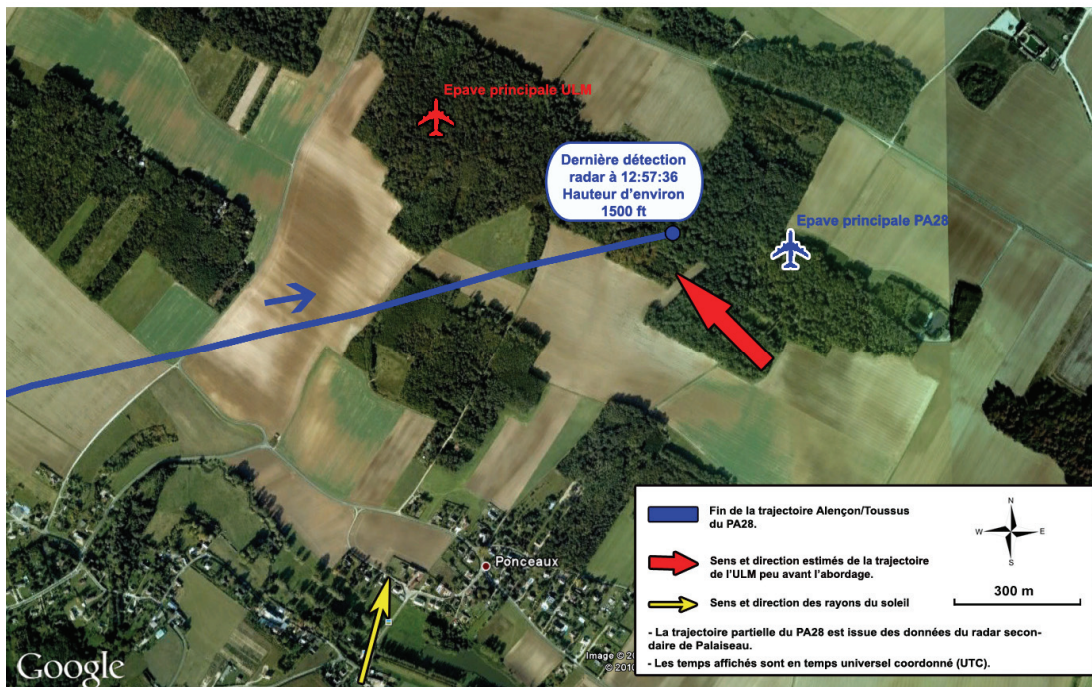 Epave principale ULM
Dernière détection
radar à 12:57:36
Hauteur d'environ
1500 ft
Epave principale PA28
Ponceaux
Fin de la trajectoire Alençon/Toussus
du PA28.
Sens et direction estimés de la trajectoire
de l'ULM peu avant l'abordage.
Sens et direction des rayons du soleil
N
W E
S
300 m
- La trajectoire partielle du PA28 est issue des données du radar secon-
daire de Palaiseau.
- Les temps affichés sont en temps universel coordonné (UTC).
Google
Image © 
© 2010